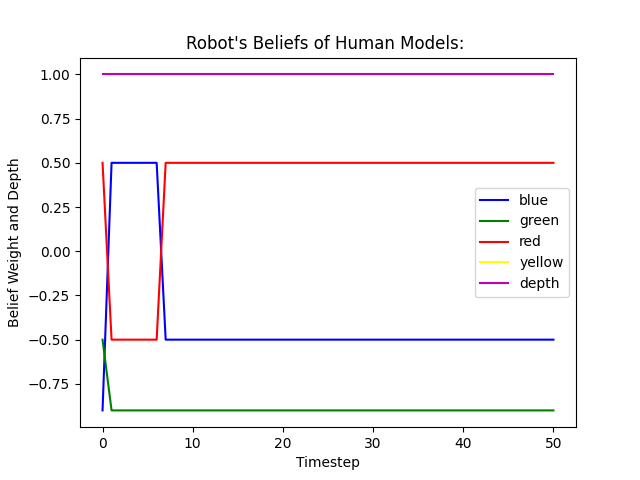 Robot's Beliefs of Human Models:
Belief Weight and Depth
1.00
0.75
0.50
0.25
0.00
−0.25
−0.50
−0.75
blue
green
red
yellow
depth
0 10 20 30 40 50
Timestep